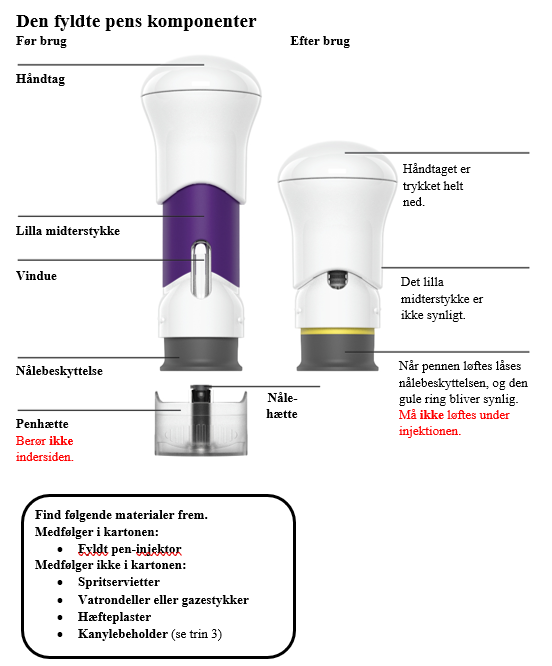 Den fyldte pens komponenter
Før brug
Efter brug
Håndtag
Håndtaget er
trykket helt
ned.
Lilla midterstykke
Vindue
Det lilla
midterstykke er
ikke synligt.
Nålebeskyttelse
Når pennen løftes låses
nålebeskyttelsen, og den
gule ring bliver synlig.
Må ikke løftes under
injektionen.
Nåle-
hætte
Penhætte
Berør ikke
indersiden.
Find følgende materialer frem.
Medfølger i kartonen:
• Fyldt pen-injektor
Medfølger ikke i kartonen:
• Spritservietter
• Vatrondeller eller gazestykker
• Hæfteplaster
• Kanylebeholder (se trin 3)